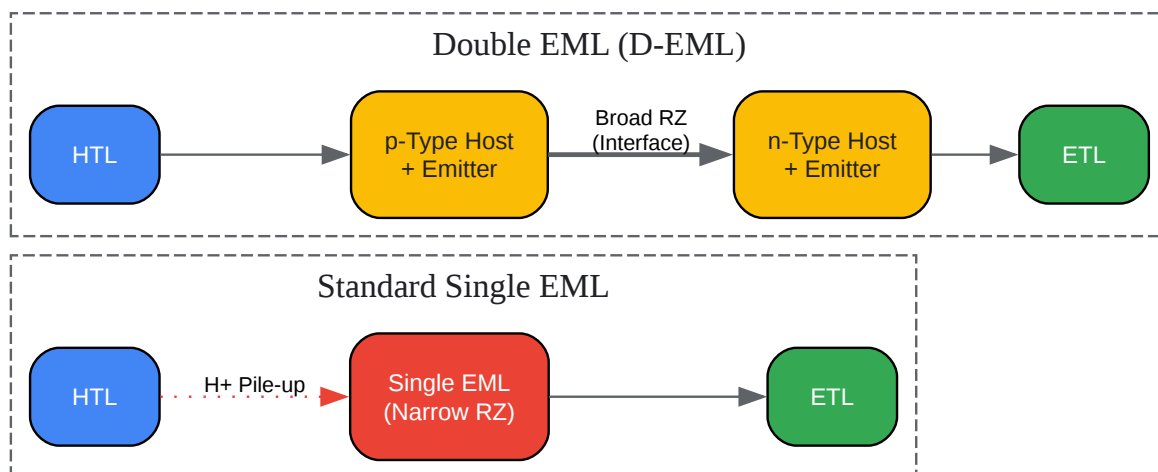 Double EML (D-EML)
HTL
p-Type Host
+ Emitter
Broad RZ
(Interface)
n-Type Host
+ Emitter
ETL
Standard Single EML
HTL
H+ Pile-up
Single EML
(Narrow RZ)
ETL